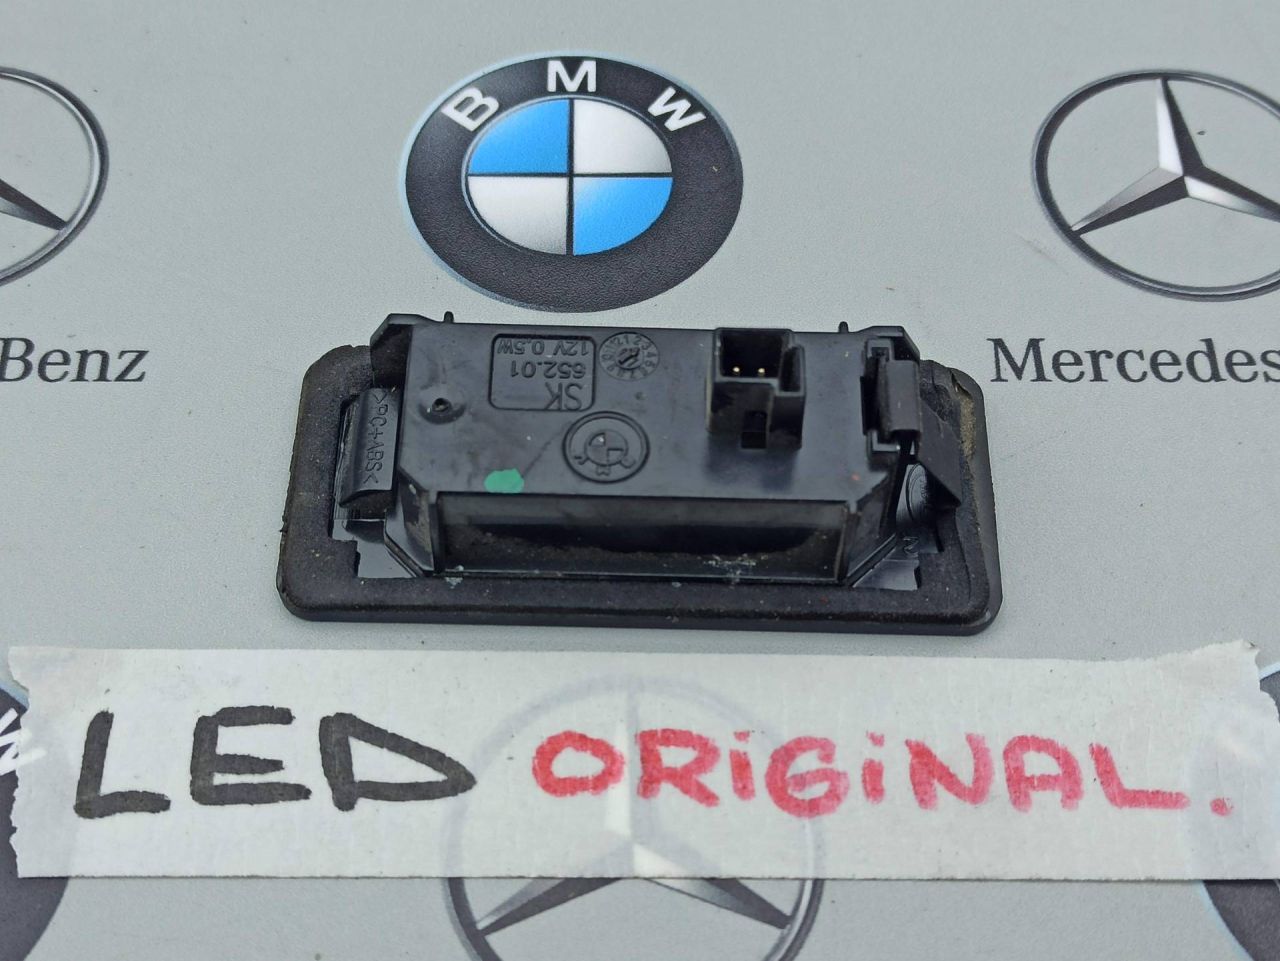 BMW
Benz
Mercedes
SK
652.01
12V 0.5W
>PC+ABS<
LED ORiGiNAL.